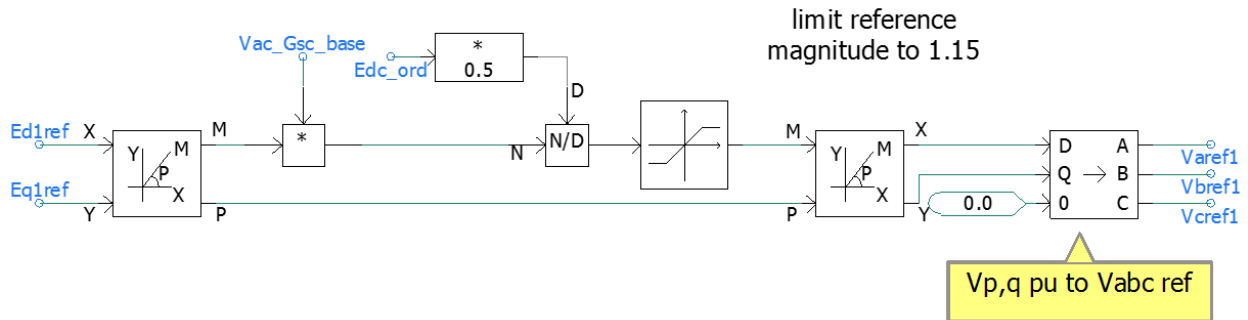 limit reference
magnitude to 1.15
Vac_Gsc_base
Edc_ord
*
0.5
D
Ed1ref
X
M
*
N
N/D
M
X
D
A
Varef1
Y
M
P
X
Y
M
P
X
Q
B
Vbref1
Eq1ref
Y
P
P
Y
0.0
0
C
Vcref1
Vp,q pu to Vabc ref